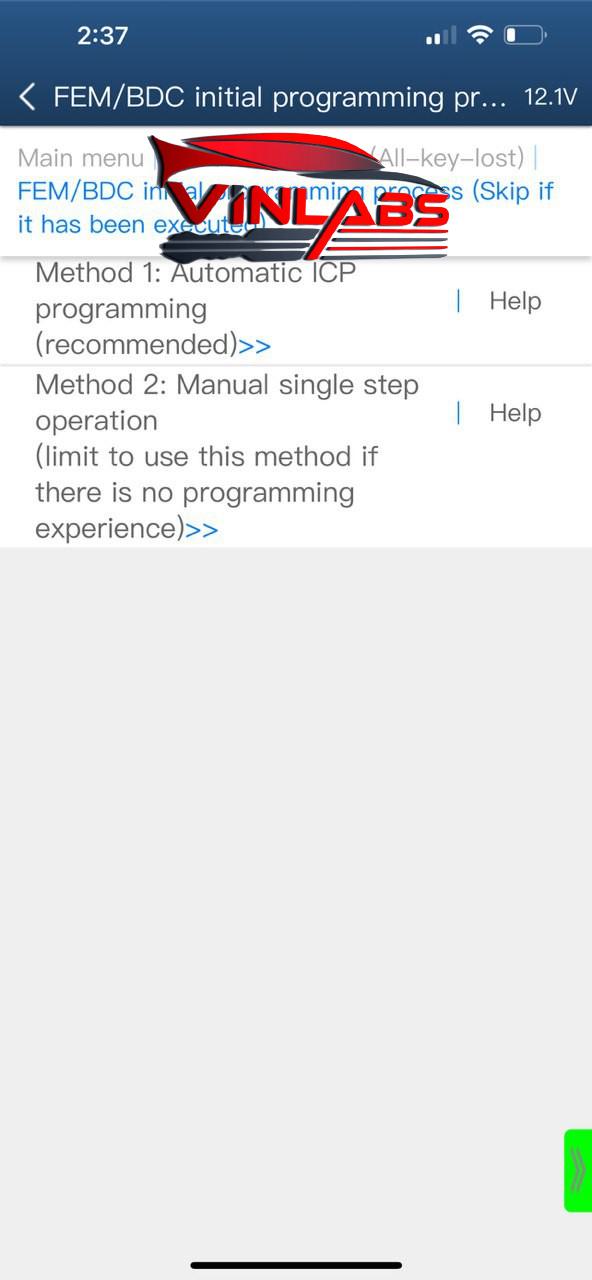 2:37
FEM/BDC initial programming pr... 12.1V
Main menu | (All-key-lost) |
FEM/BDC initial programming process (Skip if
it has been executed)
VINLABS
Method 1: Automatic ICP
programming
(recommended)>>
| Help
Method 2: Manual single step
operation
(limit to use this method if
there is no programming
experience)>>
| Help